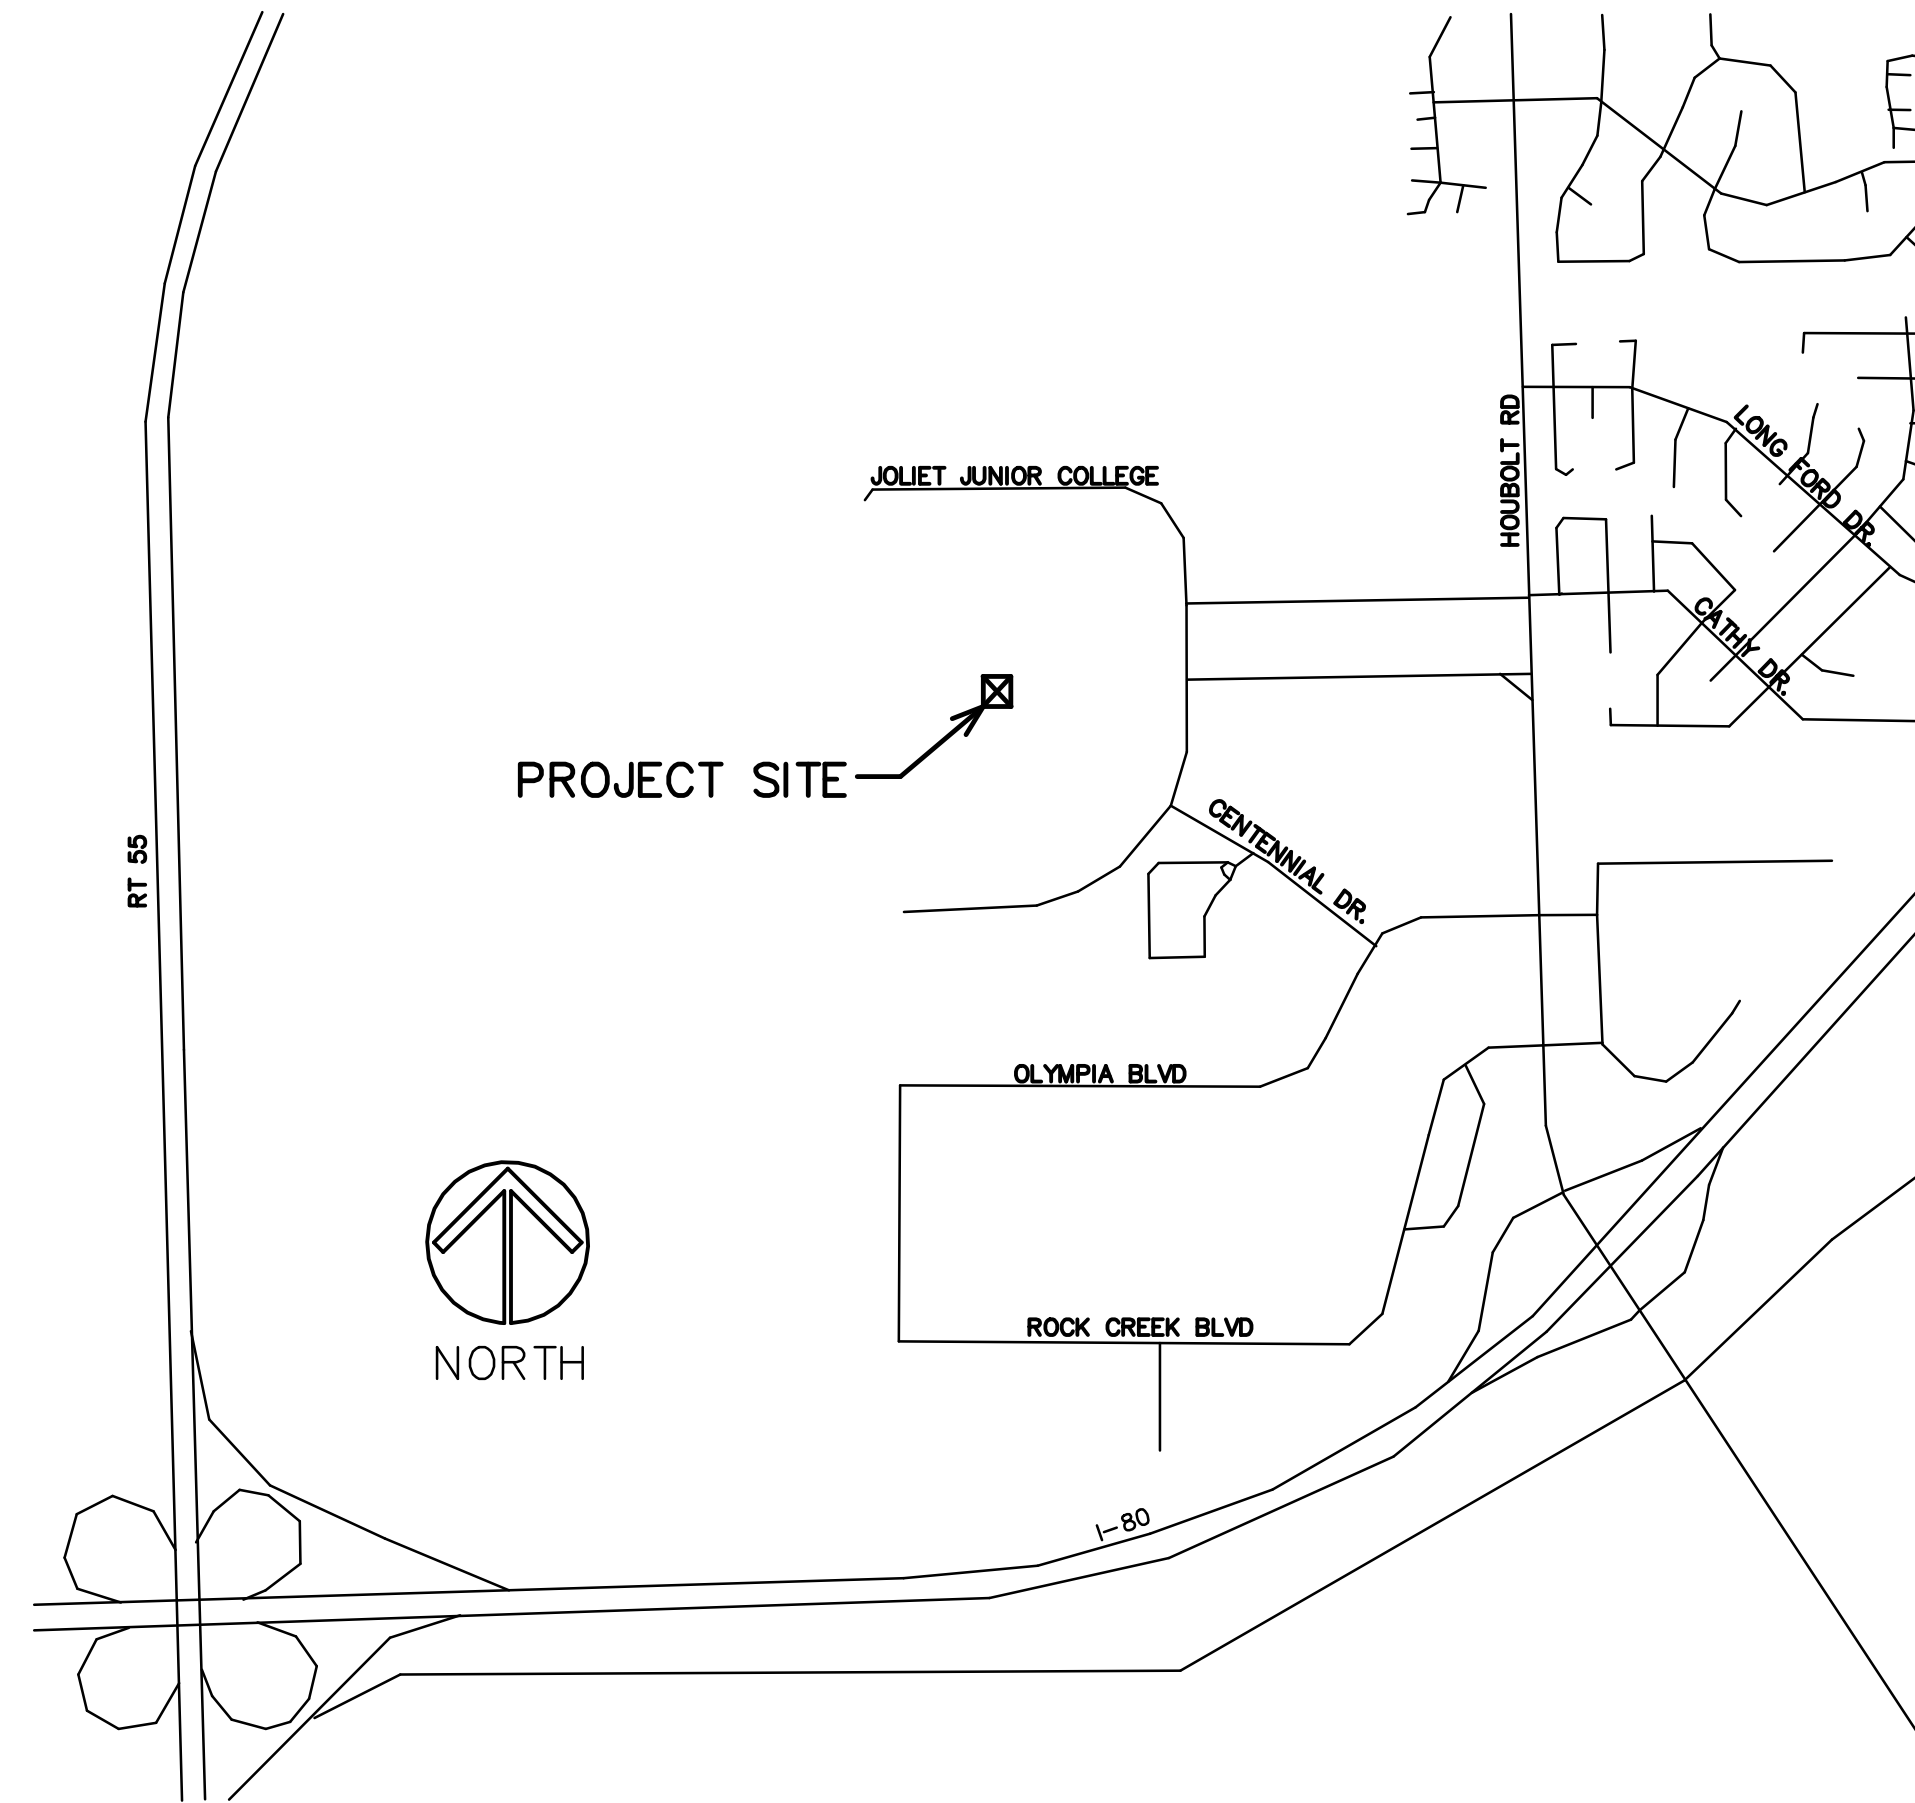 HOUBOLT RD
LONG FORD DR.
JOLIET JUNIOR COLLEGE
CATHY DR.
PROJECT SITE
CENTENNIAL DR.
RT 55
OLYMPIA BLVD
ROCK CREEK BLVD
NORTH
I-80